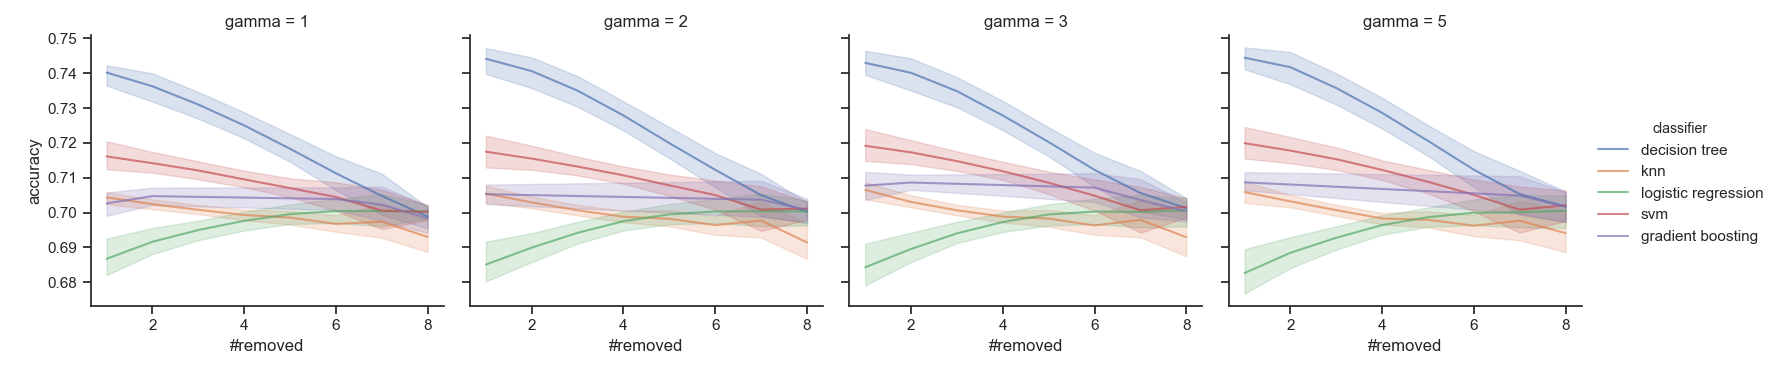 gamma = 1
gamma = 2
gamma = 3
gamma = 5
0.75
0.74
0.73
0.72
0.71
0.70
0.69
0.68
accuracy
2
4
6
8
2
4
6
8
2
4
6
8
2
4
6
8
#removed
#removed
#removed
#removed
classifier
decision tree
knn
logistic regression
svm
gradient boosting